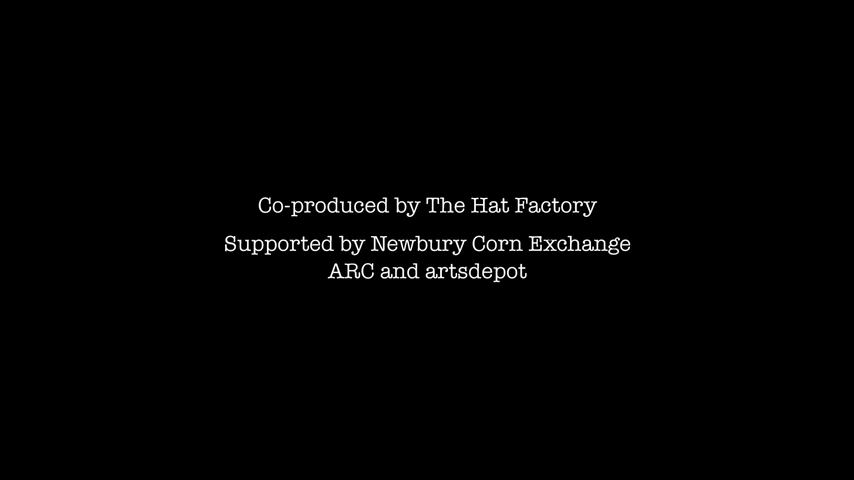 Co-produced by The Hat Factory
Supported by Newbury Corn Exchange
ARC and artsdepot